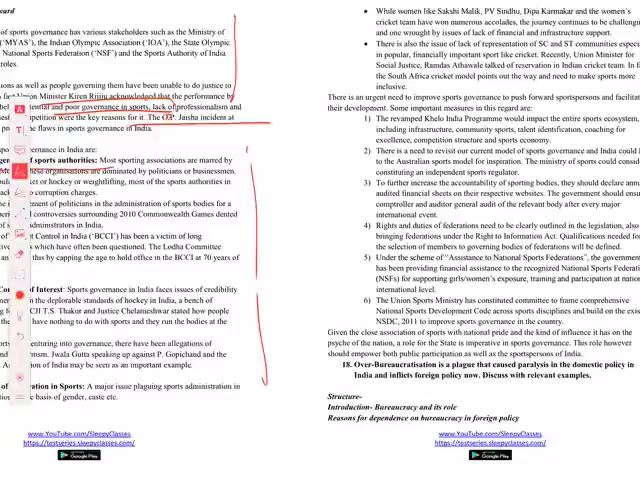 ward
of sports governance has various stakeholders such as the Ministry of
('MYAS'), the Indian Olympic Association ('IOA'), the State Olympic
National Sports Federation ('NSF') and the Sports Authority of India
roles.
ions as well as people governing them have been unable to do justice to
Union Minister Kiren Rijiju acknowledged that the performance by
ential and poor governance in sports, lack of professionalism and
petition were the key reasons for it. The O.P. Jaisha incident at
the flaws in sports governance in India.
governance in India are:
of sports authorities: Most sporting associations are marred by
these organisations are dominated by politicians or businessmen.
ket or hockey or weightlifting, most of the sports authorities in
corruption charges.
ement of politicians in the administration of sports bodies for a
controversies surrounding 2010 Commonwealth Games dented
of sports administrators in India.
Control in India ('BCCI') has been a victim of long
which have often been questioned. The Lodha Committee
this by capping the age to hold office in the BCCI at 70 years of
of Interest: Sports governance in India faces issues of credibility
on the deplorable standards of hockey in India, a bench of
CJI T.S. Thakur and Justice Chelameshwar stated how people
have nothing to do with sports and they run the bodies at the
venturing into governance, there have been allegations of
Jwala Gutta speaking up against P. Gopichand and the
Association of India may be seen as an important example.
in Sports: A major issue plaguing sports administration in
the basis of gender, caste etc.
www.YouTube.com/SleepyClasses
https://testseries.sleepyclasses.com/
Google Play
• While women like Sakshi Malik, PV Sindhu, Dipa Karmakar and the women's
cricket team have won numerous accolades, the journey continues to be challenging
and one wrought by issues of lack of financial and infrastructure support.
• There is also the issue of lack of representation of SC and ST communities especia
in popular, financially important sport like cricket. Recently, Union Minister for
Social Justice, Ramdas Athawale talked of reservation in Indian cricket team. In f
the South Africa cricket model points out the way and need to make sports more
inclusive.
There is an urgent need to improve sports governance to push forward sportspersons and facilitat
their development. Some important measures in this regard are:
1) The revamped Khelo India Programme would impact the entire sports ecosystem,
including infrastructure, community sports, talent identification, coaching for
excellence, competition structure and sports economy.
2) There is a need to revisit our current model of sports governance and India could l
to the Australian sports model for inspiration. The ministry of sports could consid
constituting an independent sports regulator.
3) To further increase the accountability of sporting bodies, they should declare annu
audited financial sheets on their respective websites. The government should ensu
comptroller and auditor general audit of the relevant body after every major
international event.
4) Rights and duties of federations need to be clearly outlined in the legislation, also
bringing federations under the Right to Information Act. Qualifications needed for
the selection of members to governing bodies of federations will be defined.
5) Under the scheme of "Assistance to National Sports Federations", the government
has been providing financial assistance to the recognized National Sports Federati
(NSFs) for supporting girls/women's exposure, training and participation at nation
international level.
6) The Union Sports Ministry has constituted committee to frame comprehensive
National Sports Development Code across sports disciplines and build on the exist
NSDC, 2011 to improve sports governance in the country.
Given the close association of sports with national pride and the kind of influence it has on the
psyche of the nation, a role for the State is imperative in sports governance. This role however
should empower both public participation as well as the sportspersons of India.
18. Over-Bureaucratisation is a plague that caused paralysis in the domestic policy in
India and inflicts foreign policy now. Discuss with relevant examples.
Structure-
Introduction- Bureaucracy and its role
Reasons for dependence on bureaucracy in foreign policy
www.YouTube.com/SleepyClasses
https://testseries.sleepyclasses.com/
Google Play